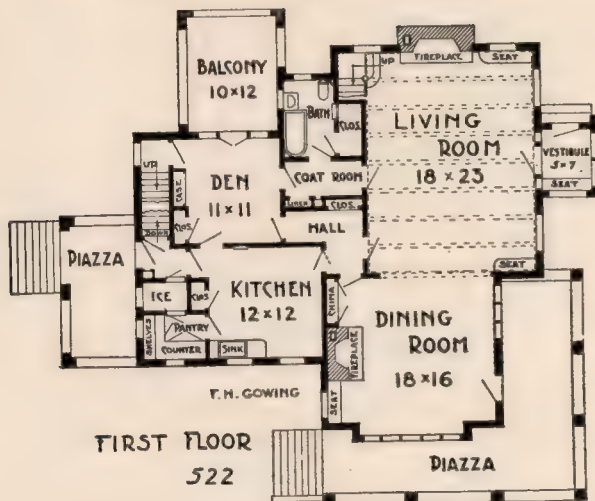 BALCONY
10×12
UP
FIREPLACE
SEAT
BATH
CLOS.
LIVING
ROOM
18 × 23
VESTIBULE
5×7
SEAT
UP
DEN
11×11
CASE
COAT ROOM
LINEN
CLOS.
DOWN
CLOS.
HALL
PIAZZA
SEAT
ICE
CLOS.
KITCHEN
12×12
CHINA
PANTRY
SHELVES
COUNTER
SINK
DINING
ROOM
18×16
FIREPLACE
SEAT
F.H. GOWING
FIRST FLOOR
522
PIAZZA